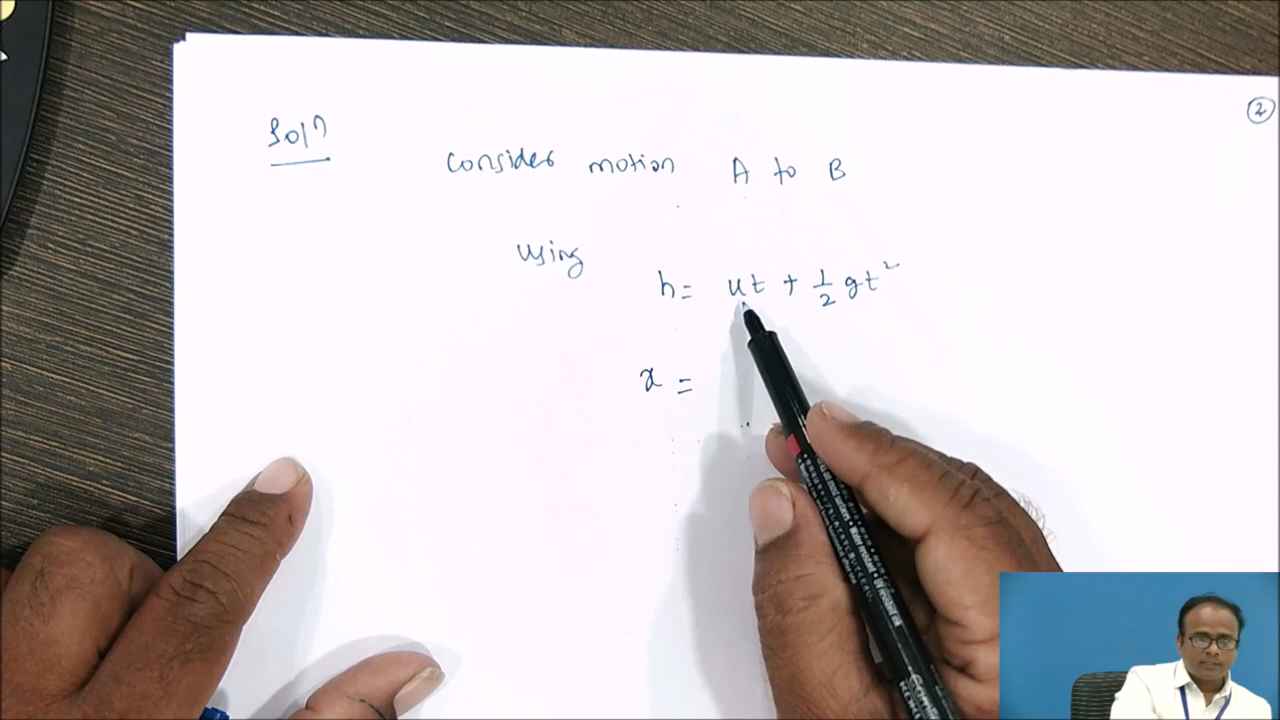 ②
Soln
Consider motion A to B
Using
h = ut + 1/2 gt²
x =